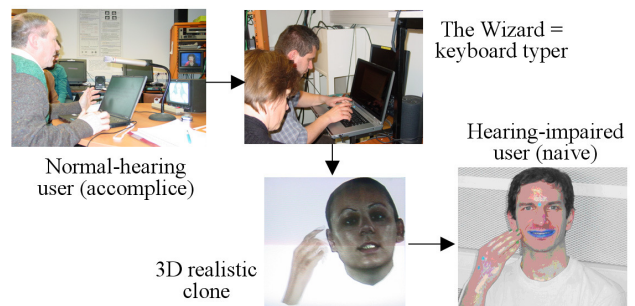 The Wizard =
keyboard typer
Normal-hearing
user (accomplice)
Hearing-impaired
user (naive)
3D realistic
clone